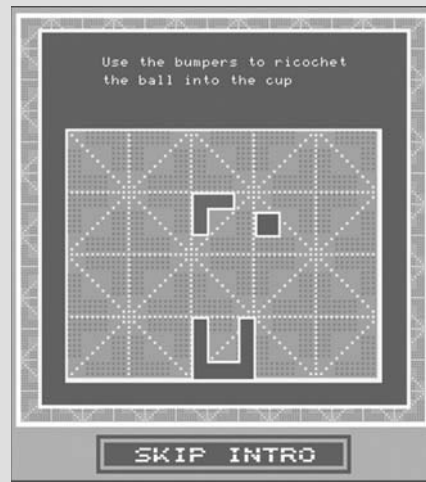 Use the bumpers to ricochet
the ball into the cup
SKIP INTRO